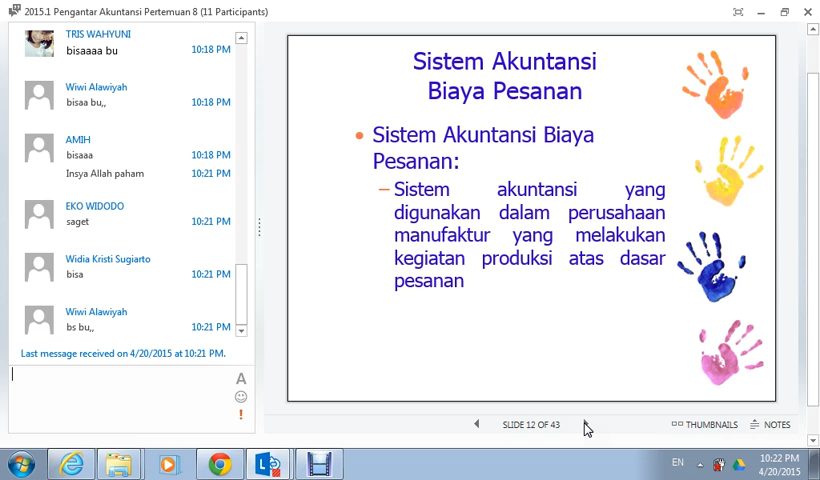 2015.1 Pengantar Akuntansi Pertemuan 8 (11 Participants)
TRIS WAHYUNI
bisaaaa bu
10:18 PM
Wiwi Alawiyah
bisaa bu,,
10:18 PM
AMIH
bisaaa
10:18 PM
Insya Allah paham
10:21 PM
EKO WIDODO
saget
10:21 PM
Widia Kristi Sugiarto
bisa
10:21 PM
Wiwi Alawiyah
bs bu,,
10:21 PM
Last message received on 4/20/2015 at 10:21 PM.
A
!
Sistem Akuntansi
Biaya Pesanan
• Sistem Akuntansi Biaya
Pesanan:
– Sistem akuntansi yang
digunakan dalam perusahaan
manufaktur yang melakukan
kegiatan produksi atas dasar
pesanan
SLIDE 12 OF 43
THUMBNAILS
NOTES
EN
10:22 PM
4/20/2015